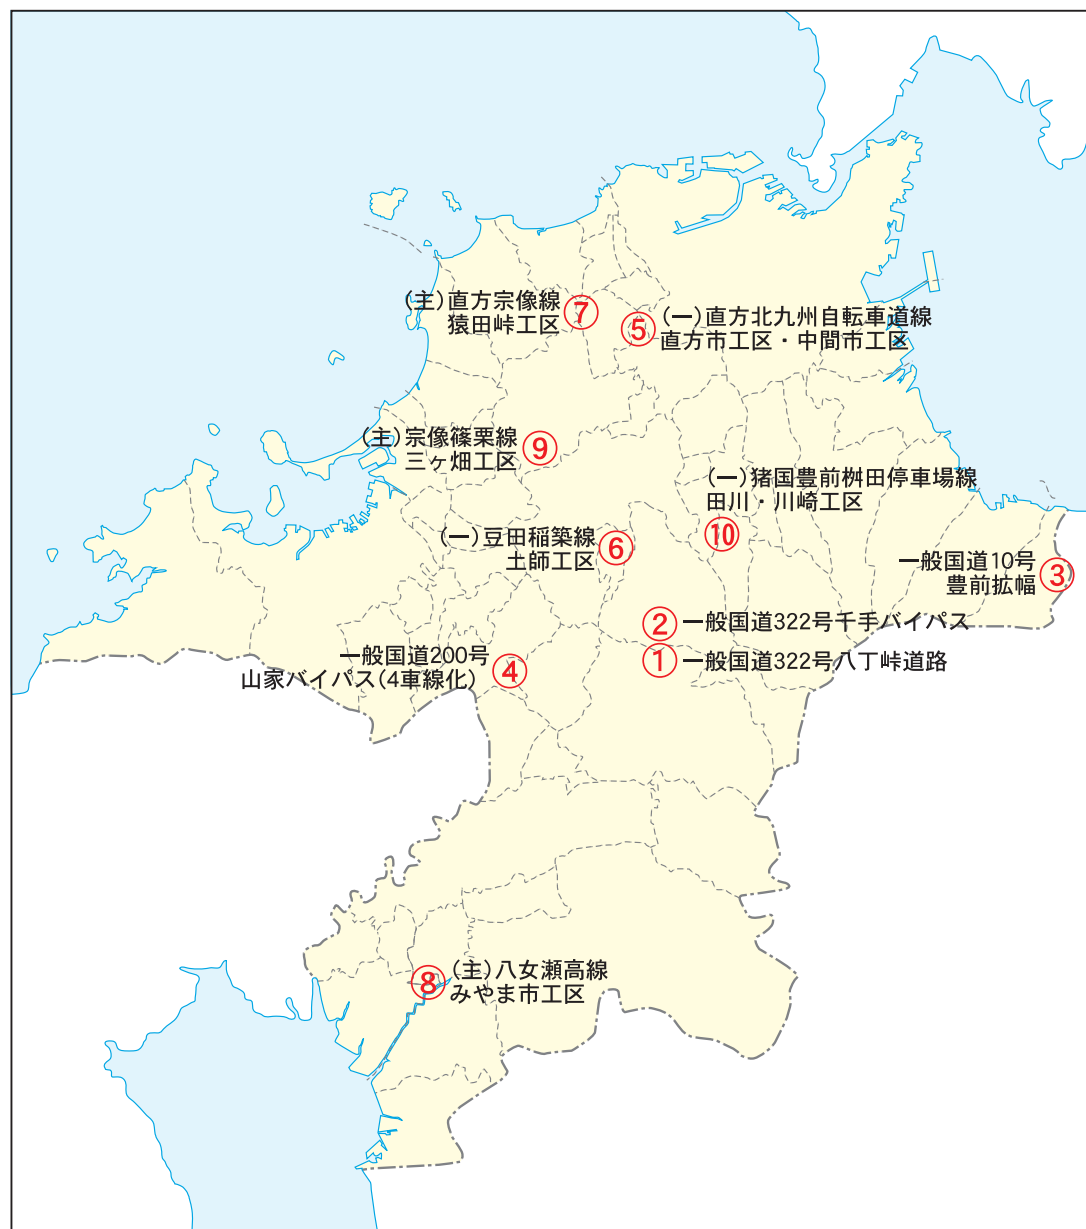 (主)直方宗像線
猿田峠工区
⑦
⑤
(一)直方北九州自転車道線
直方市工区・中間市工区
(主)宗像篠栗線
三ヶ畑工区
⑨
(一)猪国豊前桝田停車場線
田川・川崎工区
⑩
(一)豆田稲築線
土師工区
⑥
一般国道10号
豊前拡幅
③
②
一般国道322号千手バイパス
①
一般国道322号八丁峠道路
一般国道200号
山家バイパス(4車線化)
④
⑧
(主)八女瀬高線
みやま市工区